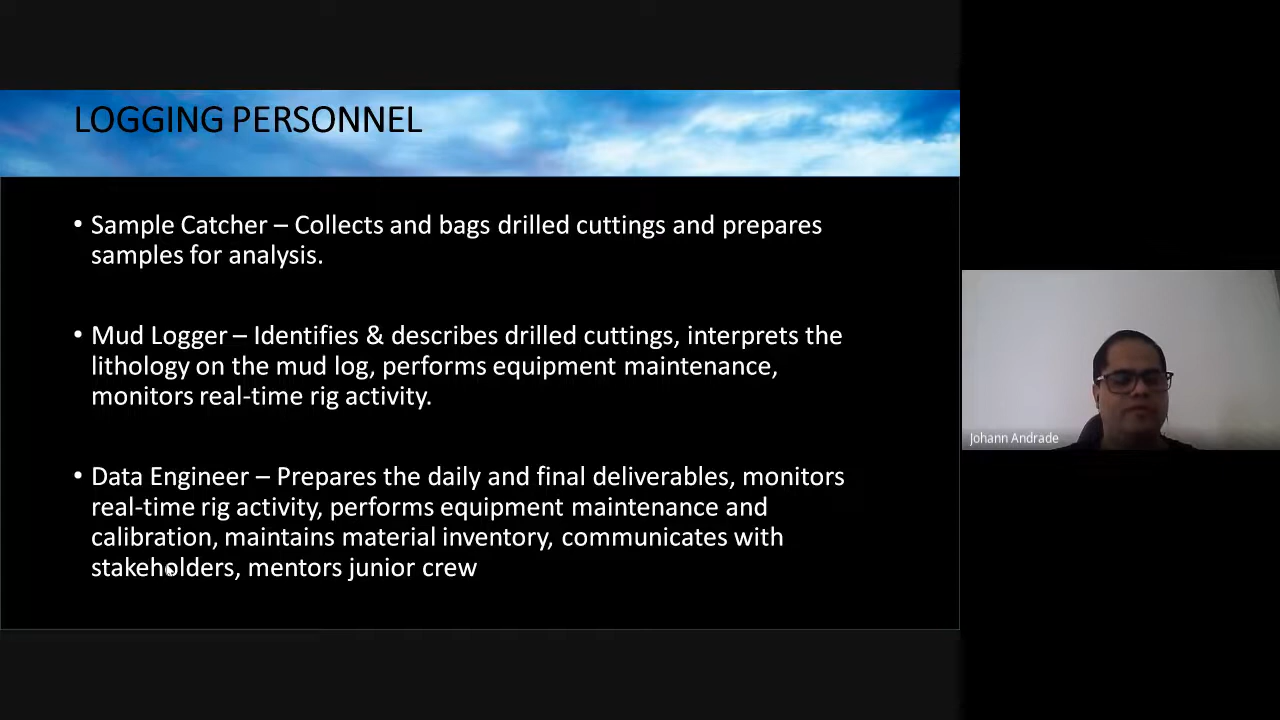 LOGGING PERSONNEL
• Sample Catcher – Collects and bags drilled cuttings and prepares
samples for analysis.
• Mud Logger – Identifies & describes drilled cuttings, interprets the
lithology on the mud log, performs equipment maintenance,
monitors real-time rig activity.
• Data Engineer – Prepares the daily and final deliverables, monitors
real-time rig activity, performs equipment maintenance and
calibration, maintains material inventory, communicates with
stakeholders, mentors junior crew
Johann Andrade